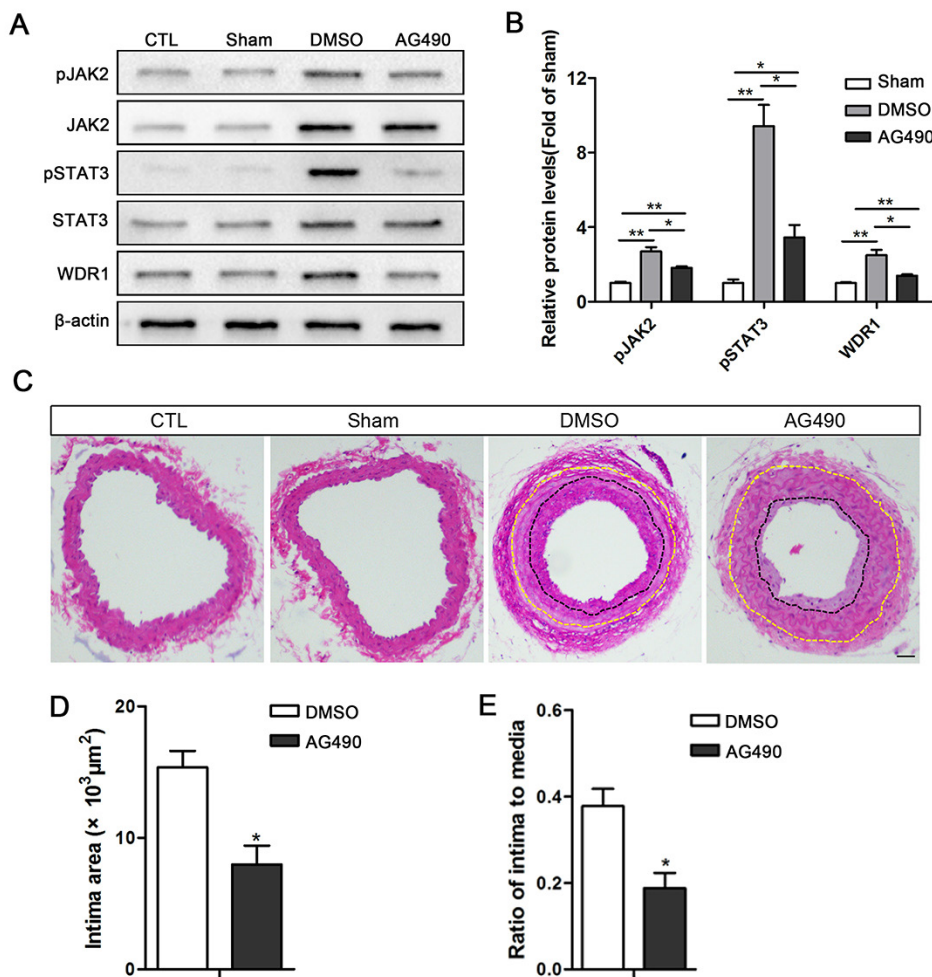 A
CTL Sham DMSO AG490
pJAK2
JAK2
pSTAT3
STAT3
WDR1
β-actin
B
Relative protein levels(Fold of sham)
12
8
4
0
* 
** *
** **
** * ** *
Sham
DMSO
AG490
pJAK2 pSTAT3 WDR1
C
CTL Sham DMSO AG490
D
Intima area (× 10³µm²)
20
10
0
DMSO
AG490
*
E
Ratio of intima to media
0.6
0.4
0.2
0.0
DMSO
AG490
*